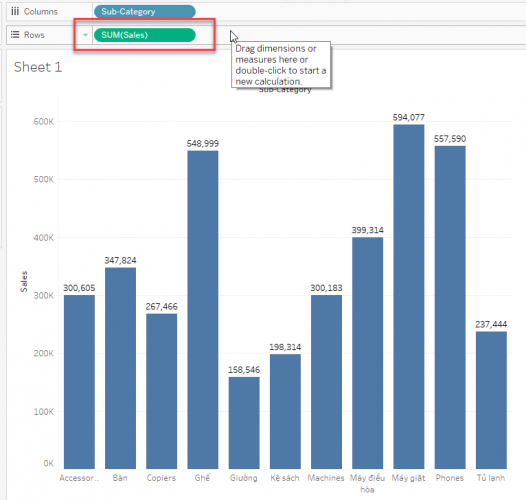 Columns
Sub-Category
Rows
SUM(Sales)
Drag dimensions or
measures here or
double-click to start a
new calculation.
Sheet 1
Sub-Category
600K
500K
400K
300K
200K
100K
0K
Sales
300,605
347,824
267,466
548,999
158,546
198,314
300,183
399,314
594,077
557,590
237,444
Accessor..
Bàn
Copiers
Ghế
Giường
Kệ sách
Machines
Máy điều
hòa
Máy giặt
Phones
Tủ lạnh